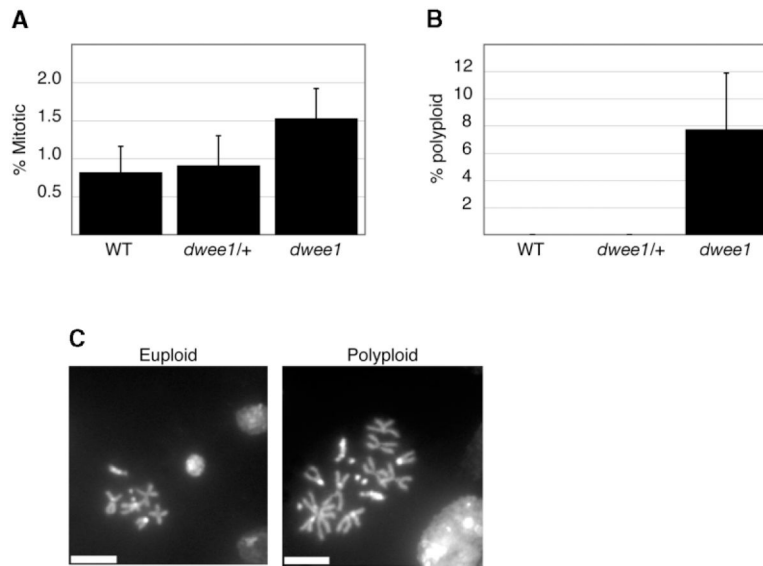 A
% Mitotic
2.0
1.5
1.0
0.5
WT dwee1/+ dwee1
B
% polyploid
12
10
8
6
4
2
WT dwee1/+ dwee1
C
Euploid Polyploid